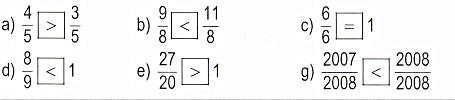 a) 4/5 > 3/5 b) 9/8 < 11/8 c) 6/6 = 1
d) 8/9 < 1 e) 27/20 > 1 g) 2007/2008 < 2008/2008